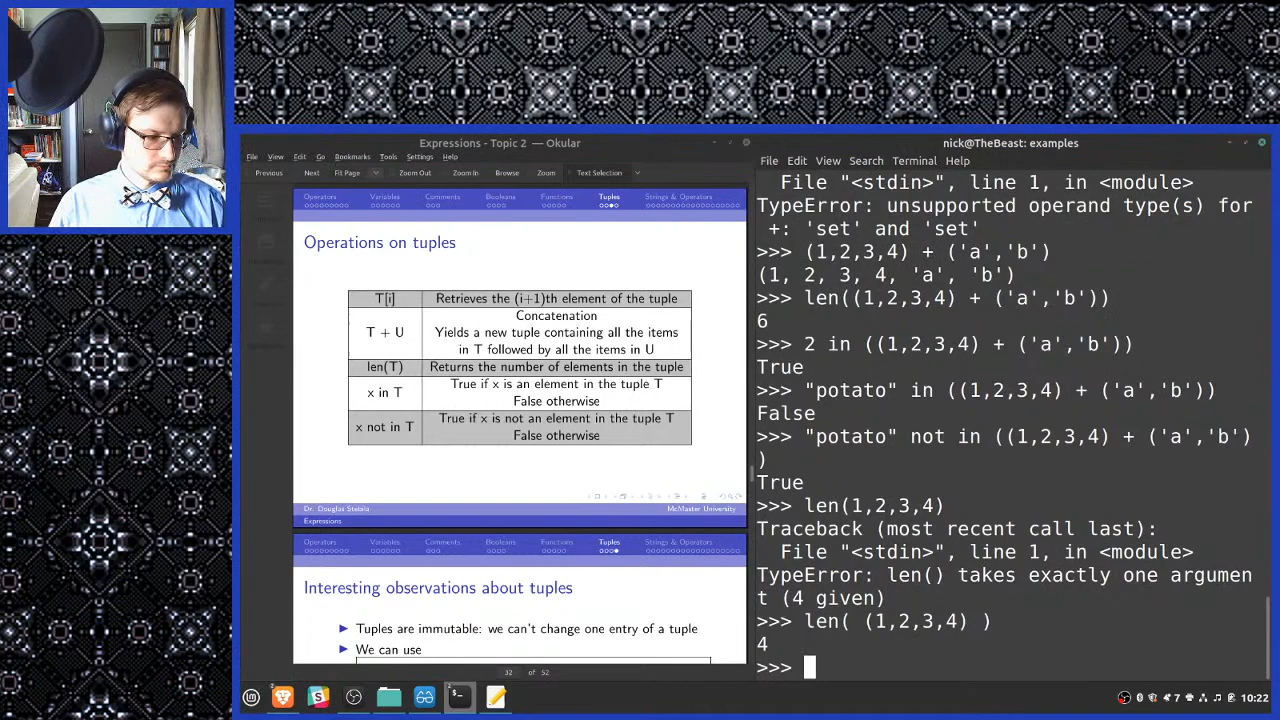 Expressions - Topic 2 — Okular
File Edit View Go Bookmarks Tools Settings Help
Previous Next Fit Page Zoom Out Zoom In Browse Zoom Text Selection
Operators Variables Comments Booleans Functions Tuples Strings & Operators
Operations on tuples
T[i] Retrieves the (i+1)th element of the tuple
T + U Concatenation
Yields a new tuple containing all the items
in T followed by all the items in U
len(T) Returns the number of elements in the tuple
x in T True if x is an element in the tuple T
False otherwise
x not in T True if x is not an element in the tuple T
False otherwise
Dr. Douglas Stebila McMaster University
Expressions
Operators Variables Comments Booleans Functions Tuples Strings & Operators
Interesting observations about tuples
Tuples are immutable: we can't change one entry of a tuple
We can use
32 of 52
nick@TheBeast: examples
File Edit View Search Terminal Help
File "<stdin>", line 1, in <module>
TypeError: unsupported operand type(s) for
+: 'set' and 'set'
>>> (1,2,3,4) + ('a','b')
(1, 2, 3, 4, 'a', 'b')
>>> len((1,2,3,4) + ('a','b'))
6
>>> 2 in ((1,2,3,4) + ('a','b'))
True
>>> "potato" in ((1,2,3,4) + ('a','b'))
False
>>> "potato" not in ((1,2,3,4) + ('a','b')
)
True
>>> len(1,2,3,4)
Traceback (most recent call last):
File "<stdin>", line 1, in <module>
TypeError: len() takes exactly one argumen
t (4 given)
>>> len( (1,2,3,4) )
4
>>>
7 10:22